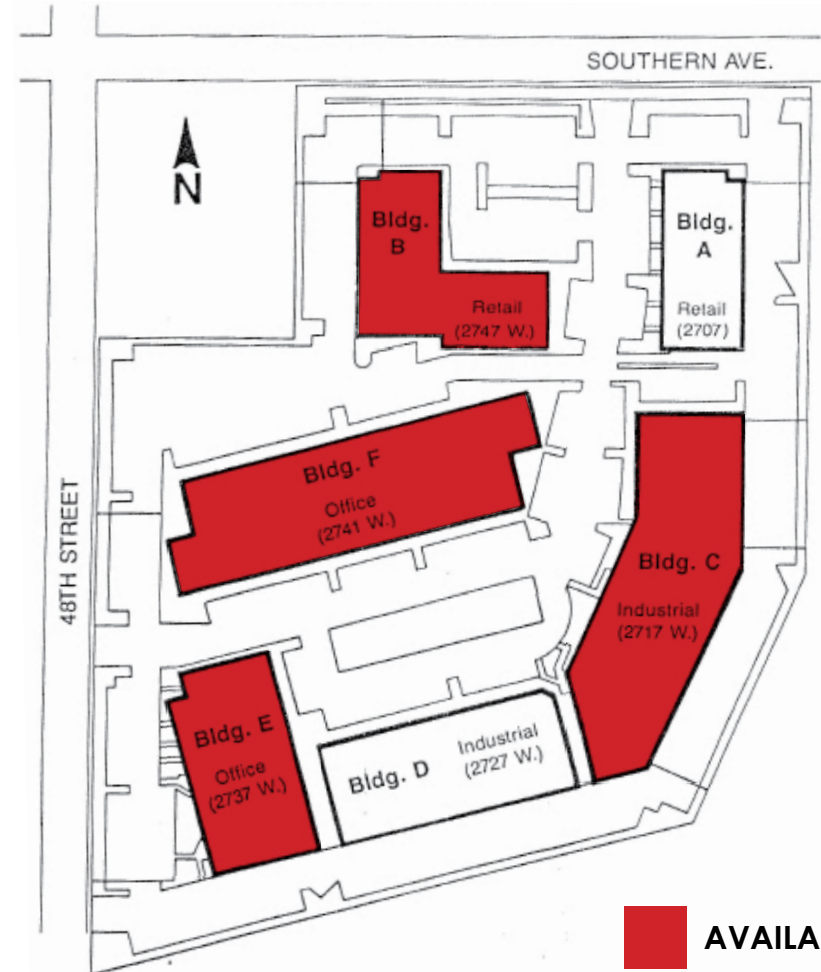 SOUTHERN AVE.
N
Bldg.
B
Retail
(2747 W.)
Bldg.
A
Retail
(2707)
Bldg. F
Office
(2741 W.)
48TH STREET
Bldg. C
Industrial
(2717 W.)
Bldg. E
Office
(2737 W.)
Bldg. D
Industrial
(2727 W.)
AVAILA